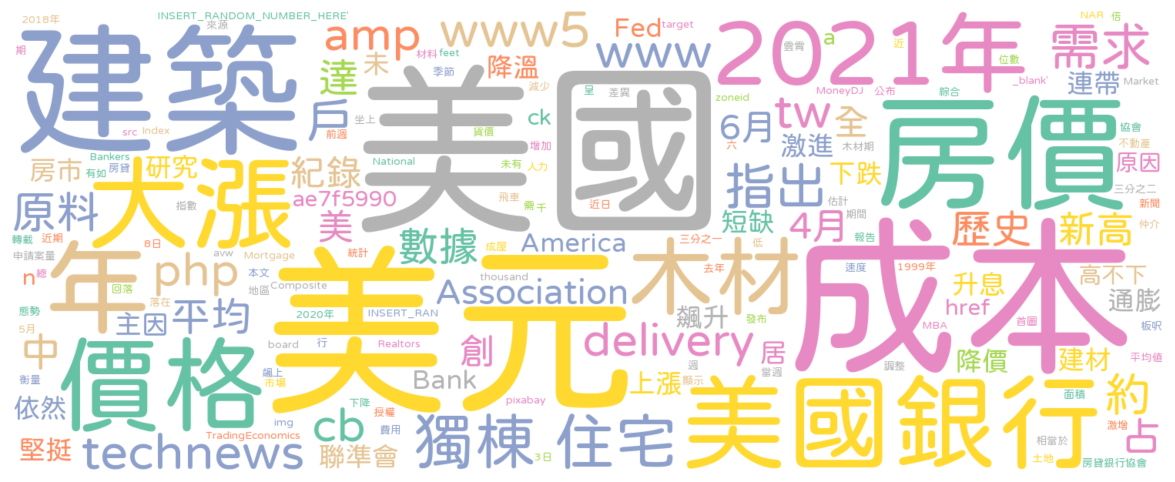 2018年
INSERT_RANDOM_NUMBER_HERE'
來源
期
建築
amp
www5
Fed
target
www
2021年
NAR
倍
需求
雲霄
a
近
位數
材料
feet
達
未
季節
降溫
減少
美國
呈
差異
zoneid
MoneyDJ
公布
綜合
_blank'
連帶
Market
src
Index
戶
前週
坐上
貨價
ck
增加
tw
6月
六
全
激進
木材期
房價
協會
不動產
原因
三分之二
新聞
仲介
Bankers
房貸
有如
房市
研究
紀錄
National
未有
人力
飛車
需
千
近日
指出
下跌
估計
期間
短缺
4月
報告
歷史
新高
原料
大漲
指數
ae7f5990
美
數據
成屋
America
三分之一
低
去年
木材
成本
速度
1999年
升息
高不下
通膨
板呎
轉載
近期
8日
申請案量
avw
Mortgage
統計
n
總
年
回落
php
本文
地區
Composite
thousand
美元
Association
飆升
發布
href
MBA
首圖
態勢
5月
落在
主因
平均
2020年
INSERT_RAN
中
價格
board
行
Realtors
創
delivery
居
週
當週
調整
降價
建材
平均值
衡量
依然
飆上
市場
下降
授權
Bank
pixabay
上漲
顯示
美國銀行
約
面積
激增
占
堅挺
technews
TradingEconomics
img
費用
cb
聯準會
獨棟
住宅
3日
相當於
土地
房貸銀行協會